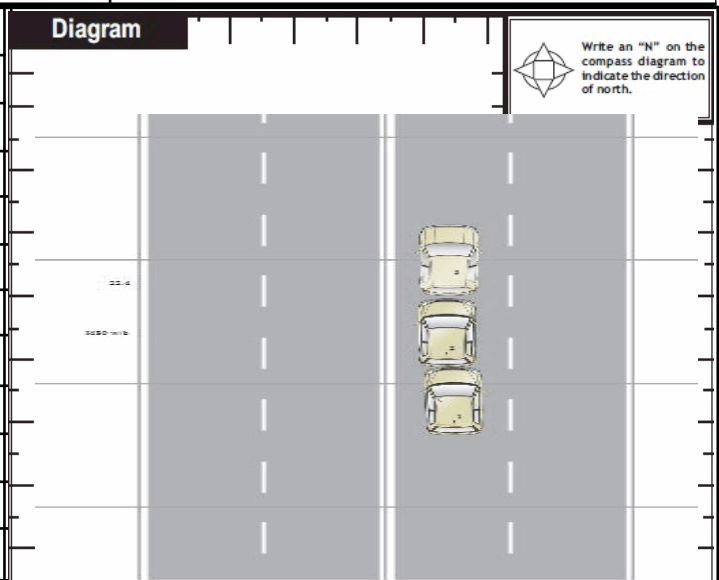 Diagram
Write an "N" on the
compass diagram to
indicate the direction
of north.